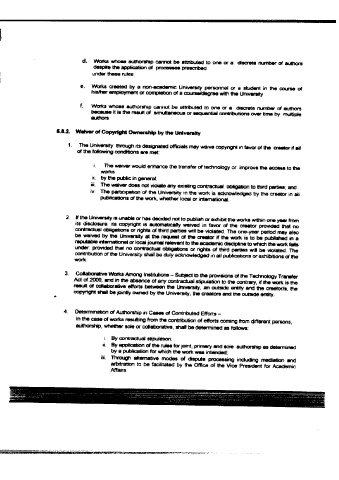 d. Works whose authorship cannot be attributed to one or a discrete number of authors
despite the application of processes prescribed
under these rules
e. Works created by a non-academic University personnel or a student in the course of
his/her employment or completion of a course/degree with the University
f. Works whose authorship cannot be attributed to one or a discrete number of authors
because it is the result of simultaneous or sequential contributions over time by multiple
authors
5.8.2. Waiver of Copyright Ownership by the University
1. The University through its designated officials may waive copyright in favor of the creator if all
of the following conditions are met:
i. The waiver would enhance the transfer of technology or improve the access to the
works
ii. by the public in general;
iii. The waiver does not violate any existing contractual obligation to third parties; and
iv. The participation of the University in the work is acknowledged by the creator in all
publications of the work, whether local or international.
2. If the University is unable or has decided not to publish or exhibit the works within one year from
its disclosure its copyright is automatically waived in favor of the creator provided that no
contractual obligations or rights of third parties will be violated. The one-year period may also
be waived by the University at the request of the creator if the work is to be published in a
reputable international or local journal relevant to the academic discipline to which the work falls
under: provided that no contractual obligations or rights of third parties will be violated. The
contribution of the University shall be duly acknowledged in all publications or exhibitions of the
work.
3. Collaborative Works Among Institutions – Subject to the provisions of the Technology Transfer
Act of 2009, and in the absence of any contractual stipulation to the contrary, if the work is the
result of collaborative efforts between the University, an outside entity and the creator/s, the
copyright shall be jointly owned by the University, the creators and the outside entity.
4. Determination of Authorship in Cases of Contributed Efforts –
In the case of works resulting from the contribution of efforts coming from different persons,
authorship, whether sole or collaborative, shall be determined as follows:
i. By contractual stipulation;
ii. By application of the rules for joint, primary and sole authorship as determined
by a publication for which the work was intended;
iii. Through alternative modes of dispute processing including mediation and
arbitration to be facilitated by the Office of the Vice President for Academic
Affairs